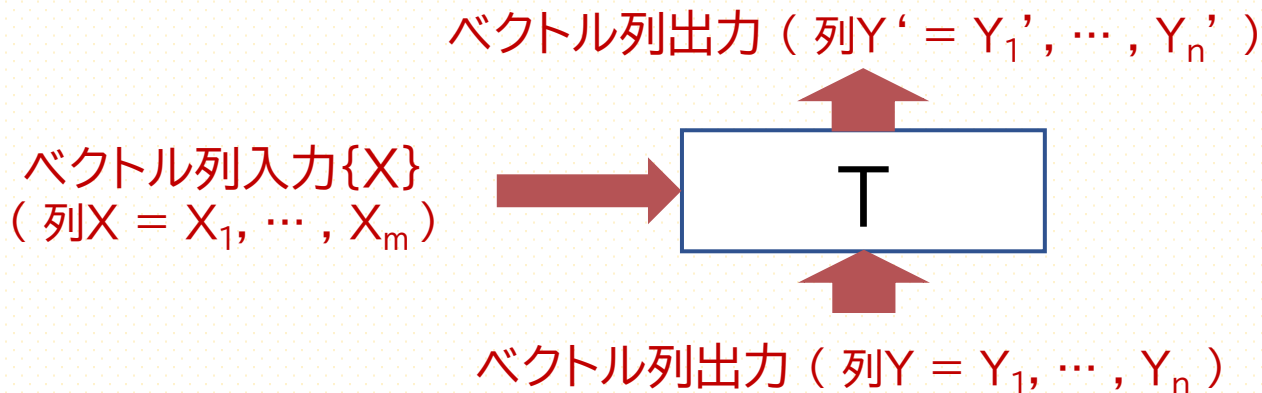 ベクトル列出力 ( 列Y‘ = Y₁’, … , Yₙ’ )
ベクトル列入力{X}
( 列X = X₁, … , Xₘ )
T
ベクトル列出力 ( 列Y = Y₁, … , Yₙ )